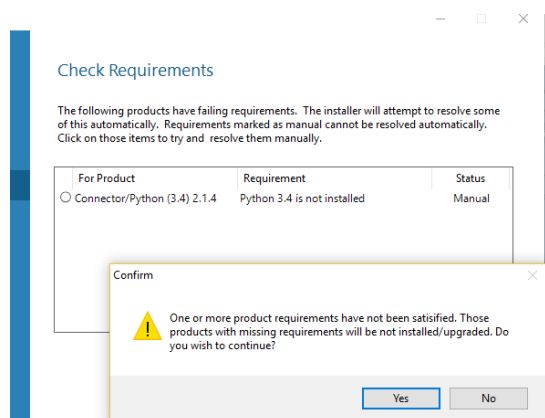 Check Requirements
The following products have failing requirements.  The installer will attempt to resolve some
of this automatically.  Requirements marked as manual cannot be resolved automatically.
Click on those items to try and  resolve them manually.
For Product Requirement Status
Connector/Python (3.4) 2.1.4 Python 3.4 is not installed Manual
Confirm
One or more product requirements have not been satisified. Those
products with missing requirements will be not installed/upgraded. Do
you wish to continue?
Yes No